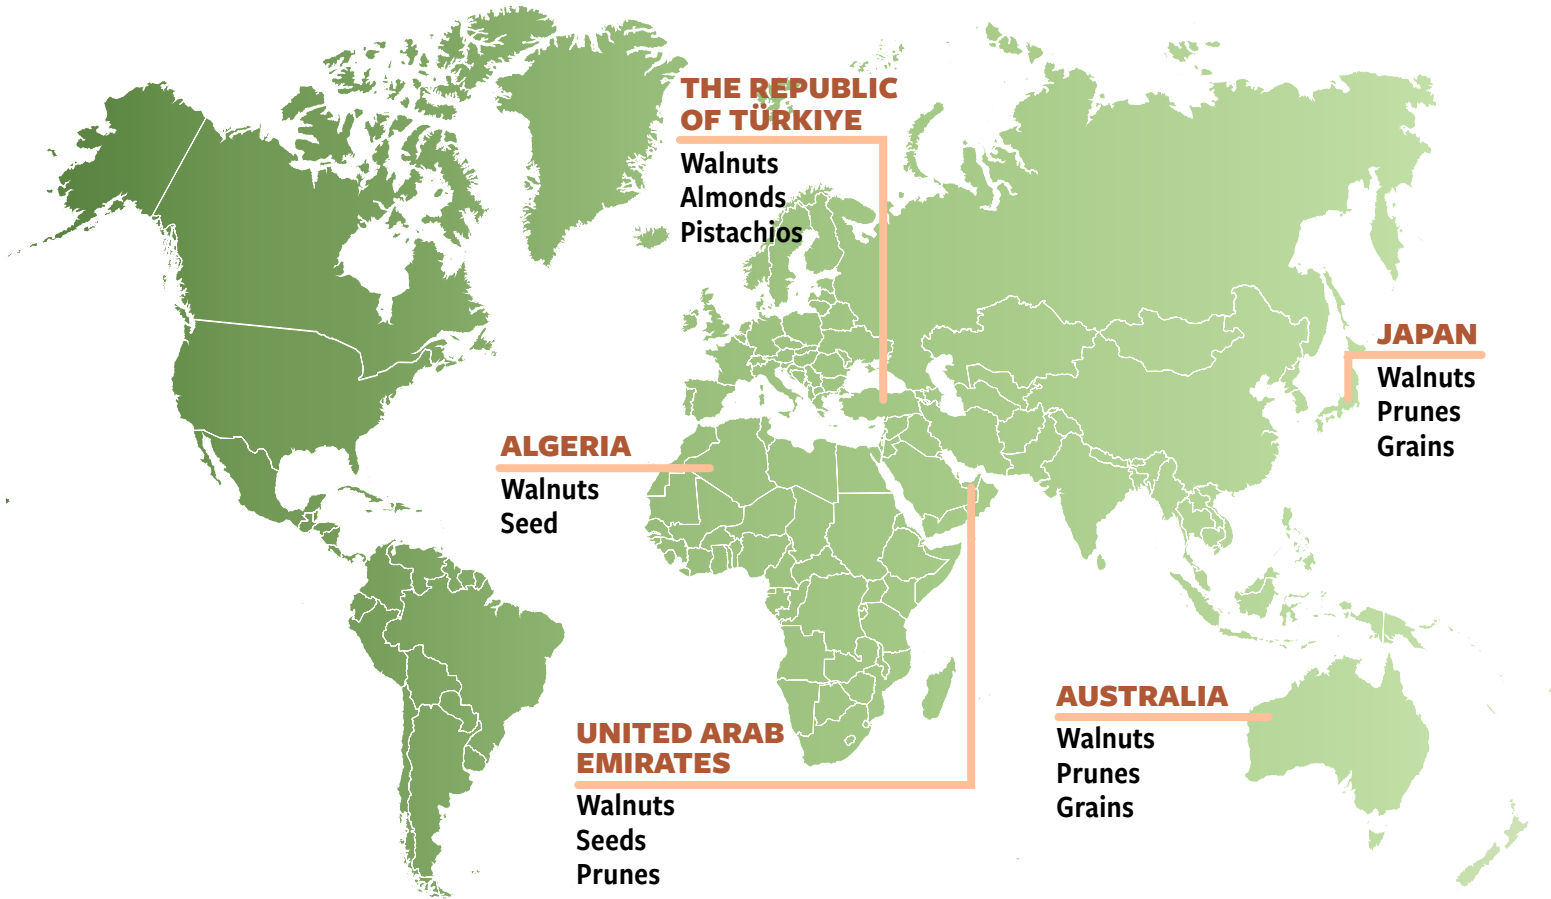 THE REPUBLIC
OF TÜRKIYE
Walnuts
Almonds
Pistachios
JAPAN
Walnuts
Prunes
Grains
ALGERIA
Walnuts
Seed
UNITED ARAB
EMIRATES
Walnuts
Seeds
Prunes
AUSTRALIA
Walnuts
Prunes
Grains